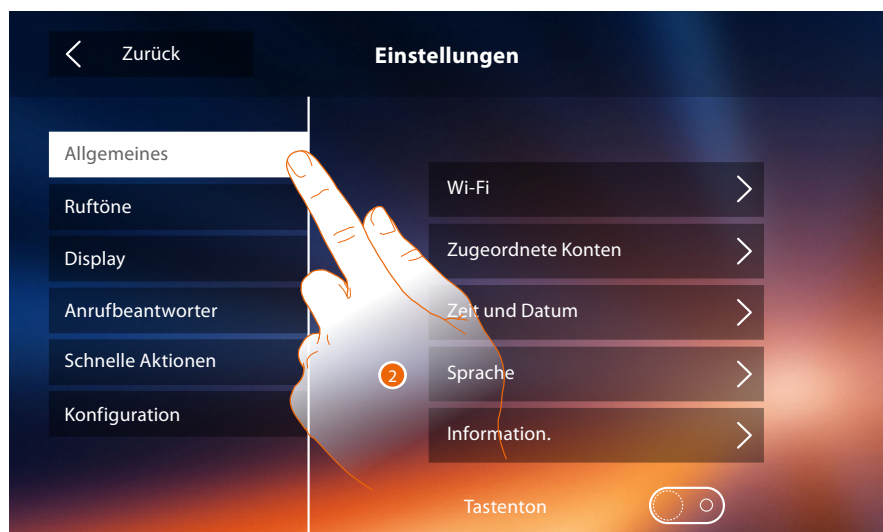 Zurück
Einstellungen
Allgemeines
Ruftöne
Display
Anrufbeantworter
Schnelle Aktionen
Konfiguration
Wi-Fi
Zugeordnete Konten
Zeit und Datum
2
Sprache
Information.
Tastenton